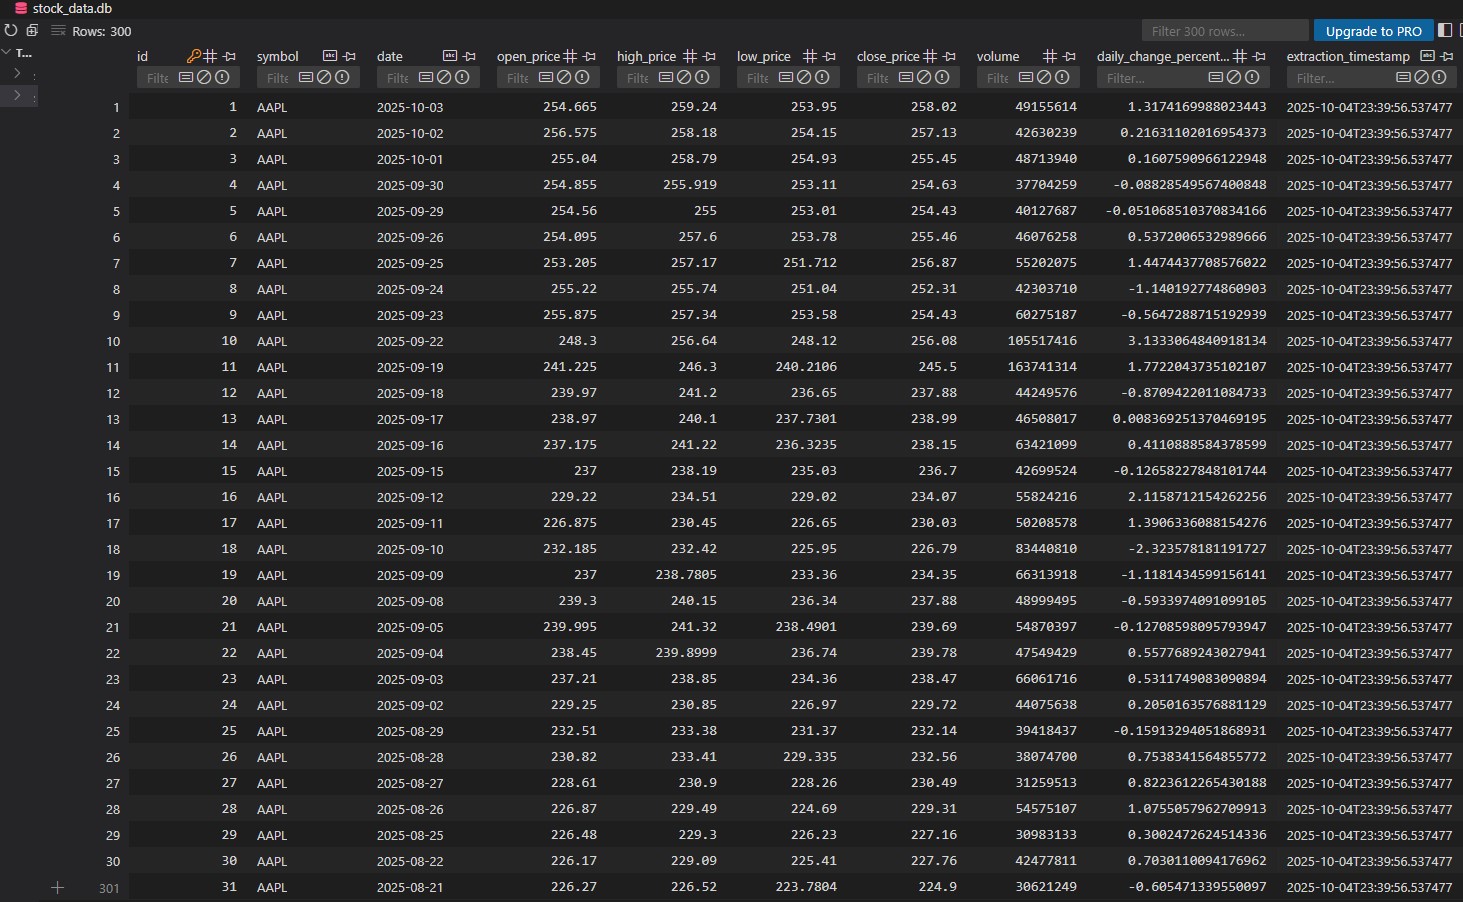 stock_data.db
Rows: 300 Filter 300 rows... Upgrade to PRO
T... id symbol date open_price high_price low_price close_price volume daily_change_percent... extraction_timestamp
Filte Filte Filte Filte Filte Filte Filte Filte Filter... Filter...
1 1 AAPL 2025-10-03 254.665 259.24 253.95 258.02 49155614 1.3174169988023443 2025-10-04T23:39:56.537477
2 2 AAPL 2025-10-02 256.575 258.18 254.15 257.13 42630239 0.21631102016954373 2025-10-04T23:39:56.537477
3 3 AAPL 2025-10-01 255.04 258.79 254.93 255.45 48713940 0.1607590966122948 2025-10-04T23:39:56.537477
4 4 AAPL 2025-09-30 254.855 255.919 253.11 254.63 37704259 -0.08828549567400848 2025-10-04T23:39:56.537477
5 5 AAPL 2025-09-29 254.56 255 253.01 254.43 40127687 -0.051068510370834166 2025-10-04T23:39:56.537477
6 6 AAPL 2025-09-26 254.095 257.6 253.78 255.46 46076258 0.5372006532989666 2025-10-04T23:39:56.537477
7 7 AAPL 2025-09-25 253.205 257.17 251.712 256.87 55202075 1.4474437708576022 2025-10-04T23:39:56.537477
8 8 AAPL 2025-09-24 255.22 255.74 251.04 252.31 42303710 -1.140192774860903 2025-10-04T23:39:56.537477
9 9 AAPL 2025-09-23 255.875 257.34 253.58 254.43 60275187 -0.5647288715192939 2025-10-04T23:39:56.537477
10 10 AAPL 2025-09-22 248.3 256.64 248.12 256.08 105517416 3.1333064840918134 2025-10-04T23:39:56.537477
11 11 AAPL 2025-09-19 241.225 246.3 240.2106 245.5 163741314 1.7722043735102107 2025-10-04T23:39:56.537477
12 12 AAPL 2025-09-18 239.97 241.2 236.65 237.88 44249576 -0.8709422011084733 2025-10-04T23:39:56.537477
13 13 AAPL 2025-09-17 238.97 240.1 237.7301 238.99 46508017 0.008369251370469195 2025-10-04T23:39:56.537477
14 14 AAPL 2025-09-16 237.175 241.22 236.3235 238.15 63421099 0.4110888584378599 2025-10-04T23:39:56.537477
15 15 AAPL 2025-09-15 237 238.19 235.03 236.7 42699524 -0.12658227848101744 2025-10-04T23:39:56.537477
16 16 AAPL 2025-09-12 229.22 234.51 229.02 234.07 55824216 2.1158712154262256 2025-10-04T23:39:56.537477
17 17 AAPL 2025-09-11 226.875 230.45 226.65 230.03 50208578 1.3906336088154276 2025-10-04T23:39:56.537477
18 18 AAPL 2025-09-10 232.185 232.42 225.95 226.79 83440810 -2.323578181191727 2025-10-04T23:39:56.537477
19 19 AAPL 2025-09-09 237 238.7805 233.36 234.35 66313918 -1.1181434599156141 2025-10-04T23:39:56.537477
20 20 AAPL 2025-09-08 239.3 240.15 236.34 237.88 48999495 -0.5933974091099105 2025-10-04T23:39:56.537477
21 21 AAPL 2025-09-05 239.995 241.32 238.4901 239.69 54870397 -0.12708598095793947 2025-10-04T23:39:56.537477
22 22 AAPL 2025-09-04 238.45 239.8999 236.74 239.78 47549429 0.5577689243027941 2025-10-04T23:39:56.537477
23 23 AAPL 2025-09-03 237.21 238.85 234.36 238.47 66061716 0.5311749083090894 2025-10-04T23:39:56.537477
24 24 AAPL 2025-09-02 229.25 230.85 226.97 229.72 44075638 0.2050163576881129 2025-10-04T23:39:56.537477
25 25 AAPL 2025-08-29 232.51 233.38 231.37 232.14 39418437 -0.15913294051868931 2025-10-04T23:39:56.537477
26 26 AAPL 2025-08-28 230.82 233.41 229.335 232.56 38074700 0.7538341564855772 2025-10-04T23:39:56.537477
27 27 AAPL 2025-08-27 228.61 230.9 228.26 230.49 31259513 0.8223612265430188 2025-10-04T23:39:56.537477
28 28 AAPL 2025-08-26 226.87 229.49 224.69 229.31 54575107 1.0755057962709913 2025-10-04T23:39:56.537477
29 29 AAPL 2025-08-25 226.48 229.3 226.23 227.16 30983133 0.3002472624514336 2025-10-04T23:39:56.537477
30 30 AAPL 2025-08-22 226.17 229.09 225.41 227.76 42477811 0.7030110094176962 2025-10-04T23:39:56.537477
301 31 AAPL 2025-08-21 226.27 226.52 223.7804 224.9 30621249 -0.605471339550097 2025-10-04T23:39:56.537477